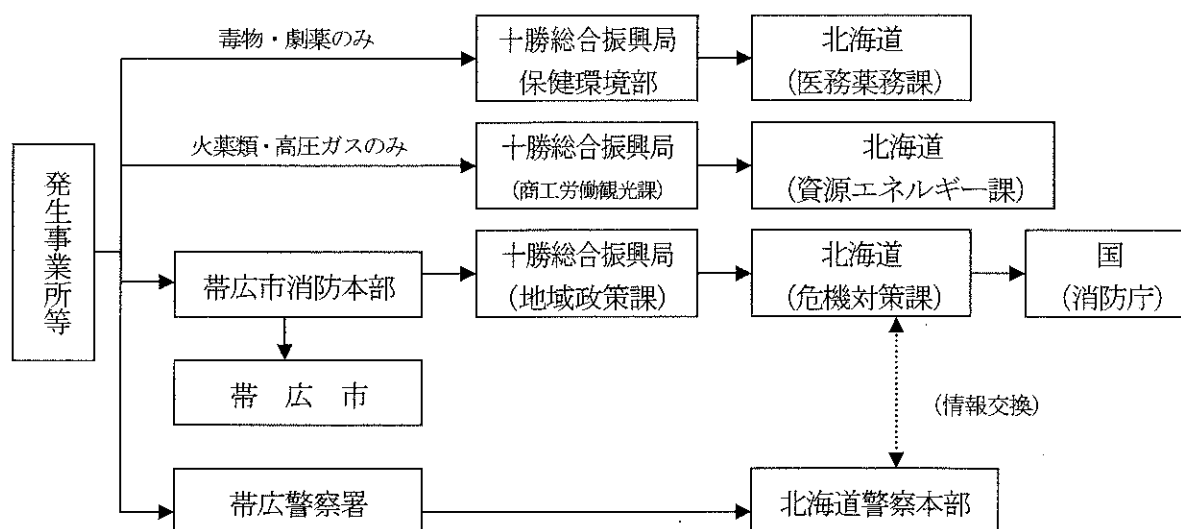 毒物・劇薬のみ
十勝総合振興局
保健環境部
北海道
(医務薬務課)
火薬類・高圧ガスのみ
十勝総合振興局
(商工労働観光課)
北海道
(資源エネルギー課)
発生事業所等
帯広市消防本部
十勝総合振興局
(地域政策課)
北海道
(危機対策課)
国
(消防庁)
帯 広 市
(情報交換)
帯広警察署
北海道警察本部